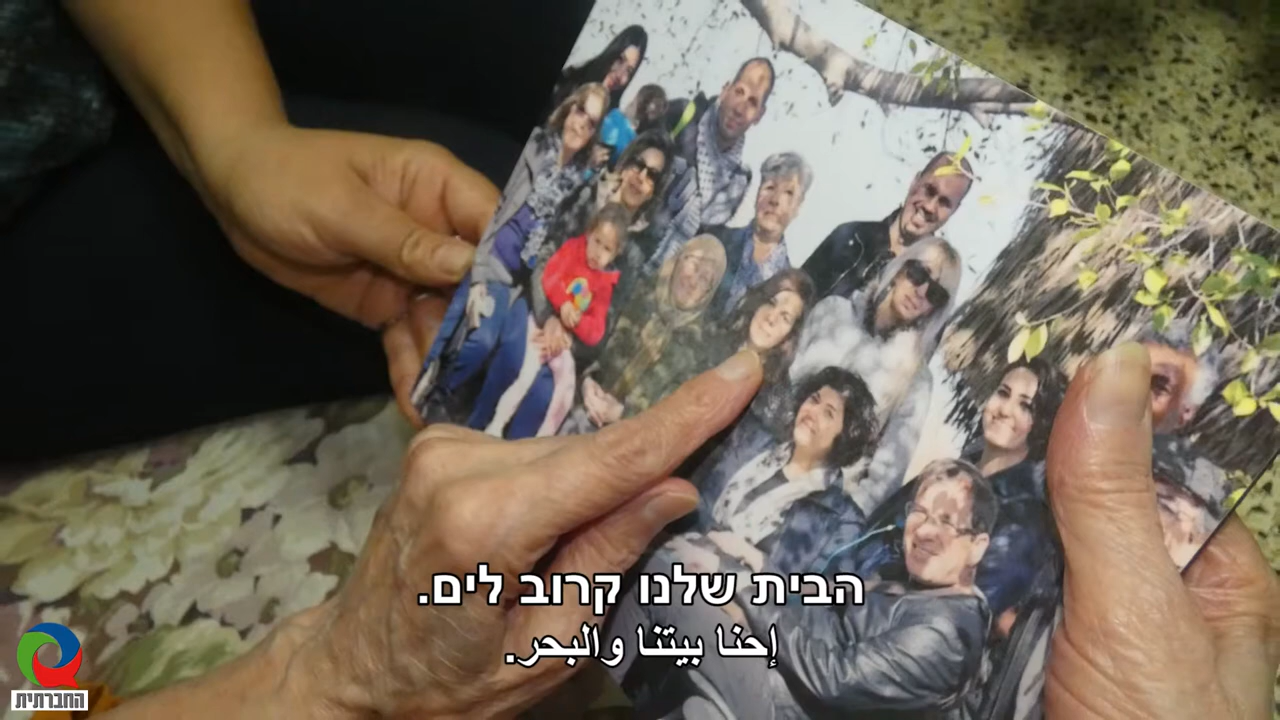 הבית שלנו קרוב לים.
إحنا بيتنا والبحر.
החברתית